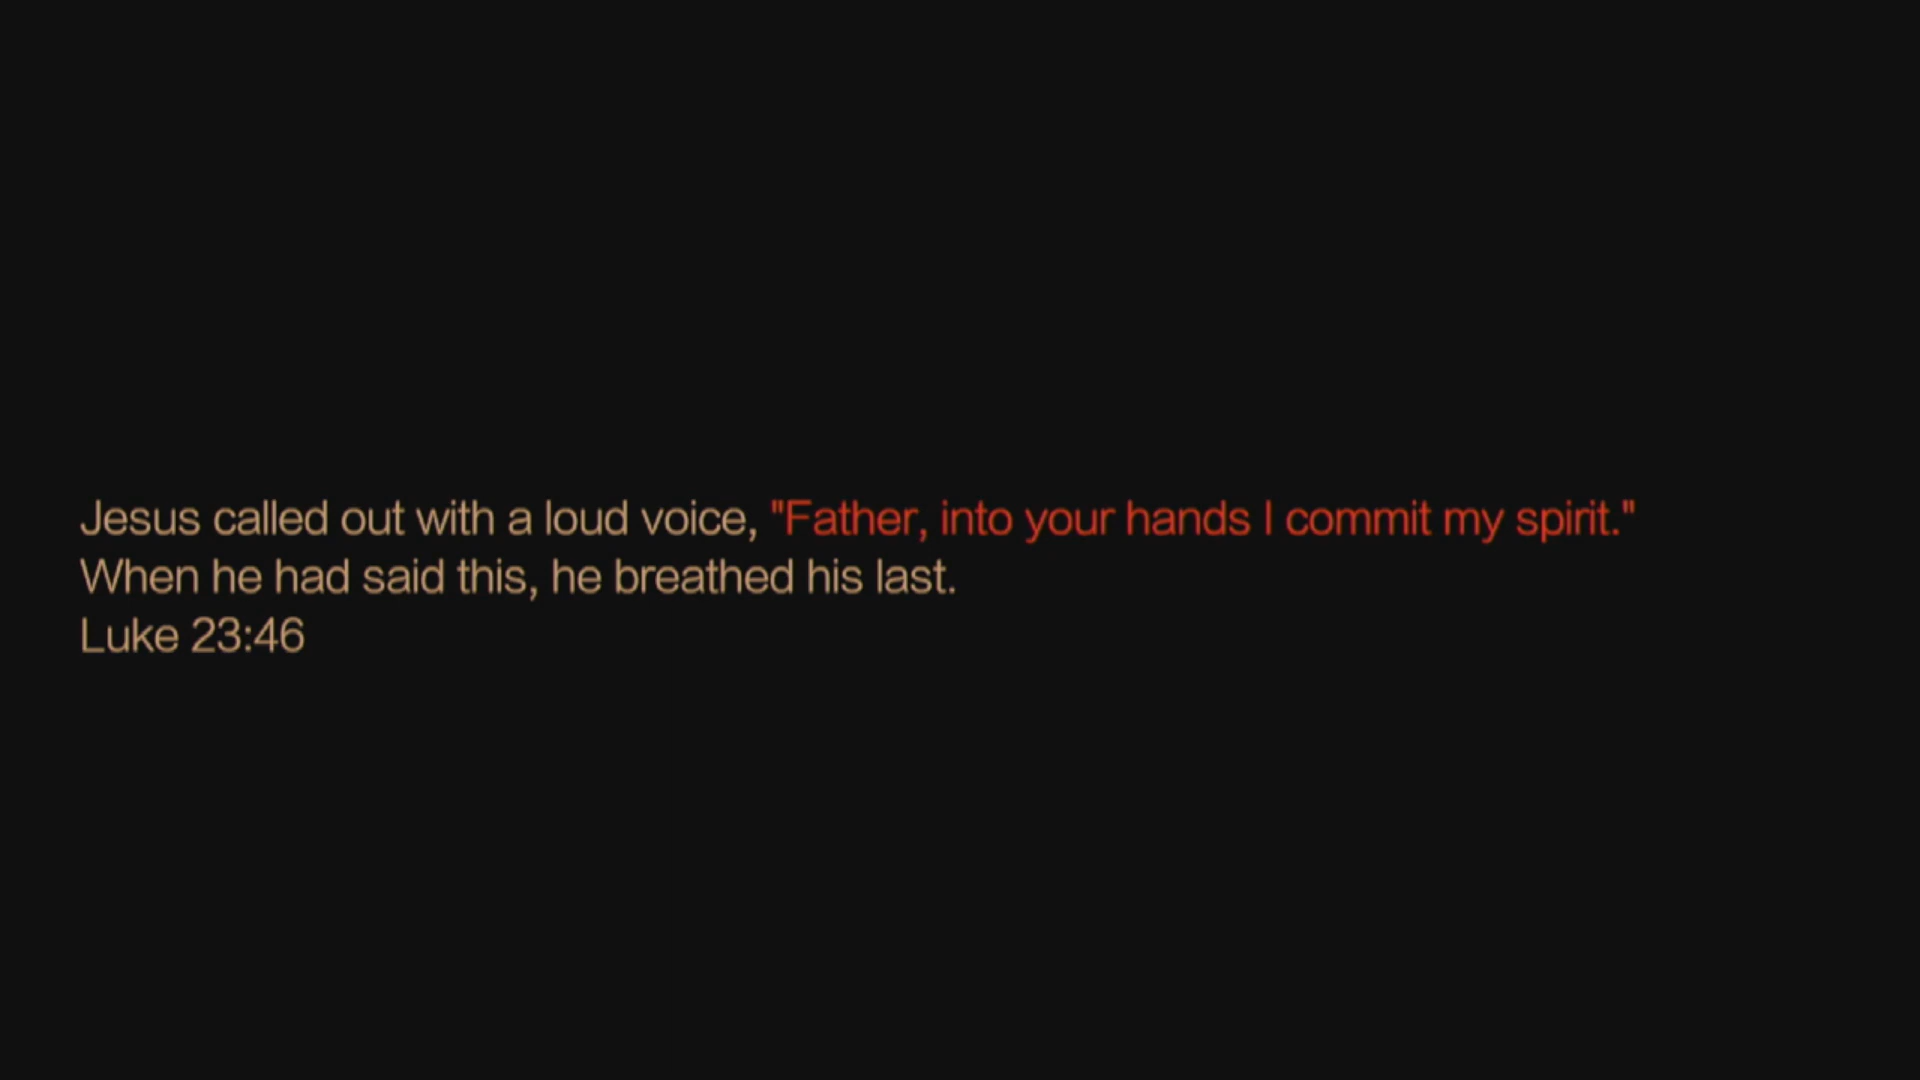 Jesus called out with a loud voice, "Father, into your hands I commit my spirit."
When he had said this, he breathed his last.
Luke 23:46